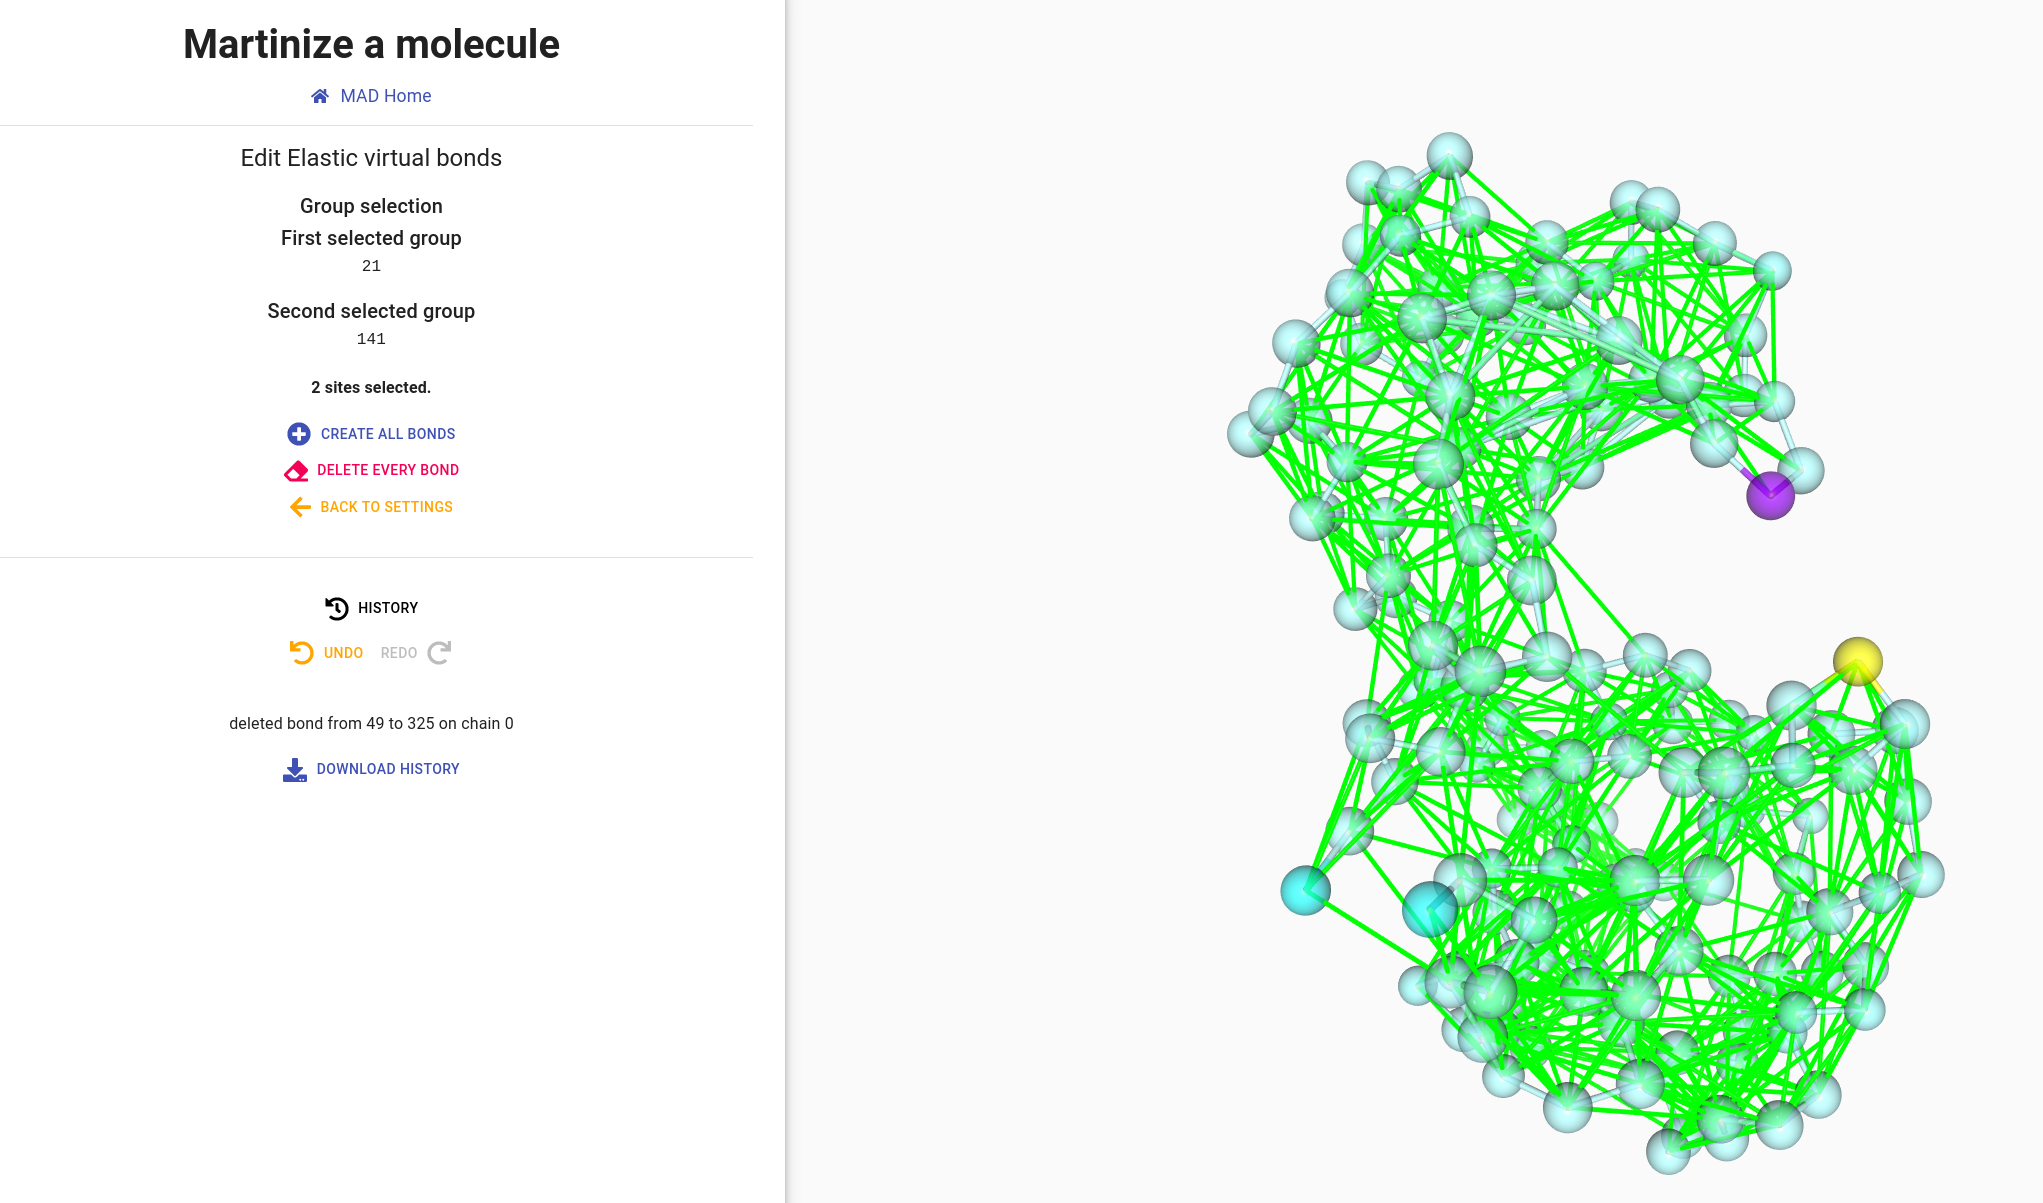 Martinize a molecule
MAD Home
Edit Elastic virtual bonds
Group selection
First selected group
21
Second selected group
141
2 sites selected.
CREATE ALL BONDS
DELETE EVERY BOND
BACK TO SETTINGS
HISTORY
UNDO REDO
deleted bond from 49 to 325 on chain 0
DOWNLOAD HISTORY